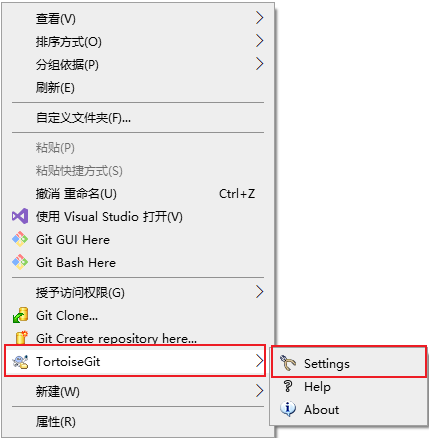 查看(V)
排序方式(O)
分组依据(P)
刷新(E)
自定义文件夹(F)...
粘贴(P)
粘贴快捷方式(S)
撤消 重命名(U) Ctrl+Z
使用 Visual Studio 打开(V)
Git GUI Here
Git Bash Here
授予访问权限(G)
Git Clone...
Git Create repository here...
TortoiseGit
新建(W)
属性(R)
Settings
Help
About